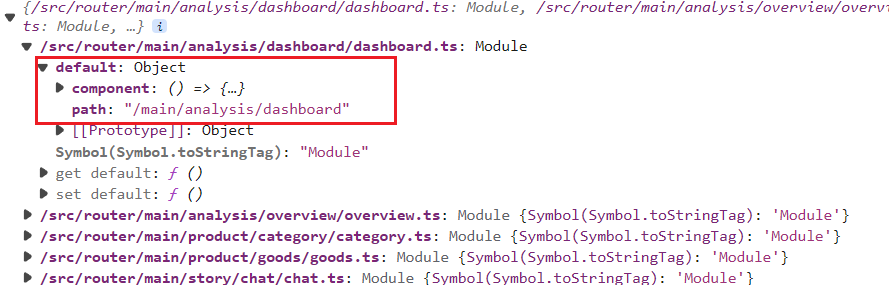 {/src/router/main/analysis/dashboard/dashboard.ts: Module, /src/router/main/analysis/overview/overvi
ts: Module, …} i
/src/router/main/analysis/dashboard/dashboard.ts: Module
default: Object
component: () => {…}
path: "/main/analysis/dashboard"
[[Prototype]]: Object
Symbol(Symbol.toStringTag): "Module"
get default: ƒ ()
set default: ƒ ()
/src/router/main/analysis/overview/overview.ts: Module {Symbol(Symbol.toStringTag): 'Module'}
/src/router/main/product/category/category.ts: Module {Symbol(Symbol.toStringTag): 'Module'}
/src/router/main/product/goods/goods.ts: Module {Symbol(Symbol.toStringTag): 'Module'}
/src/router/main/story/chat/chat.ts: Module {Symbol(Symbol.toStringTag): 'Module'}